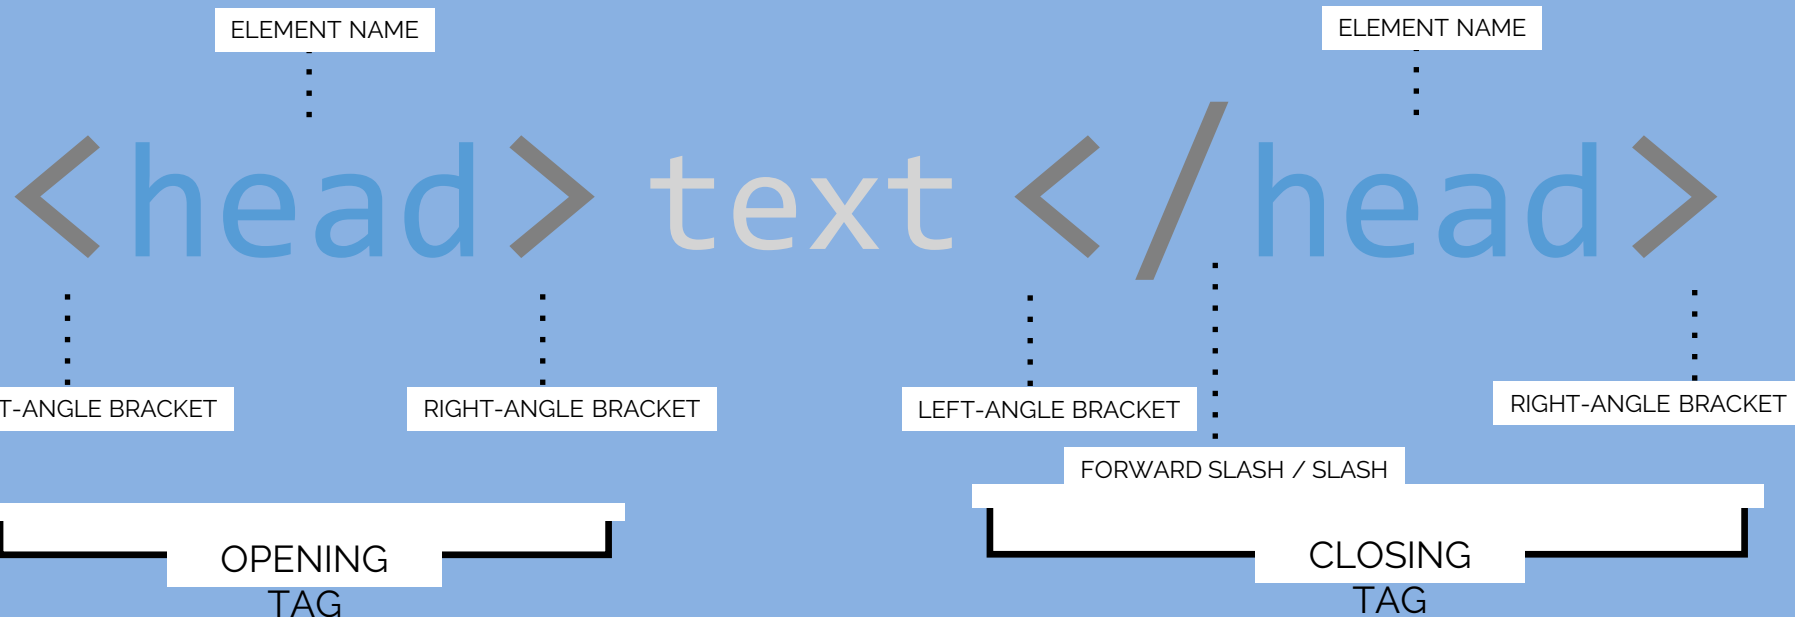 ELEMENT NAME
ELEMENT NAME
<head> text </head>
T-ANGLE BRACKET
RIGHT-ANGLE BRACKET
LEFT-ANGLE BRACKET
RIGHT-ANGLE BRACKET
FORWARD SLASH / SLASH
OPENING
TAG
CLOSING
TAG